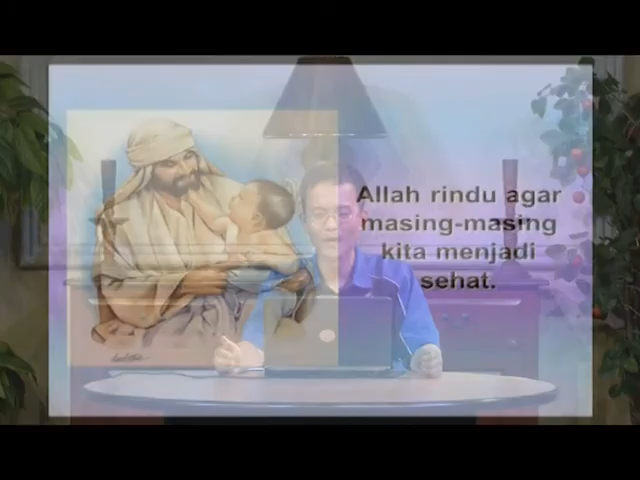 Allah rindu agar
masing-masing
kita menjadi
sehat.